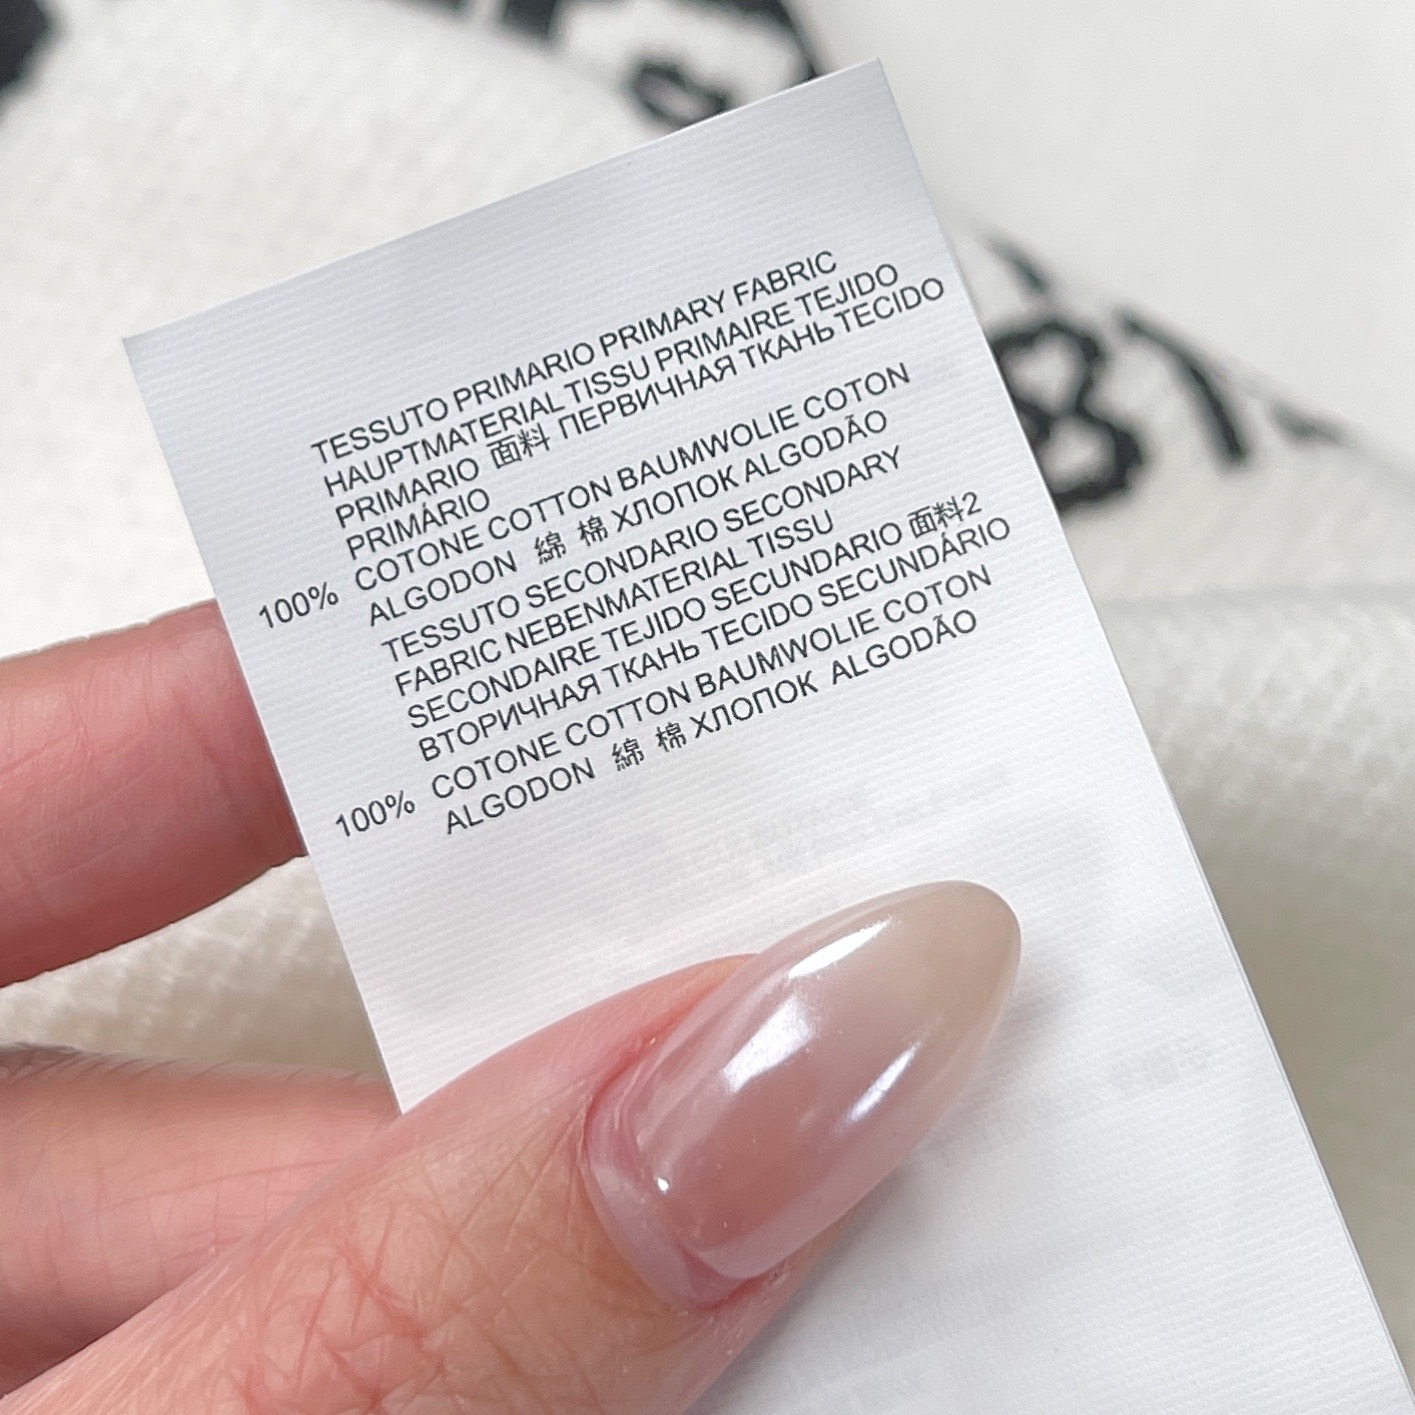 TESSUTO PRIMARIO PRIMARY FABRIC
HAUPTMATERIAL TISSU PRIMAIRE TEJIDO
PRIMARIO 面料 ПЕРВИЧНАЯ ТКАНЬ TECIDO
PRIMÁRIO
100% COTONE COTTON BAUMWOLIE COTON
ALGODON 綿 棉 ХЛОПОК ALGODÃO
TESSUTO SECONDARIO SECONDARY
FABRIC NEBENMATERIAL TISSU
SECONDAIRE TEJIDO SECUNDARIO 面料2
ВТОРИЧНАЯ ТКАНЬ TECIDO SECUNDÁRIO
100% COTONE COTTON BAUMWOLIE COTON
ALGODON 綿 棉 ХЛОПОК ALGODÃO